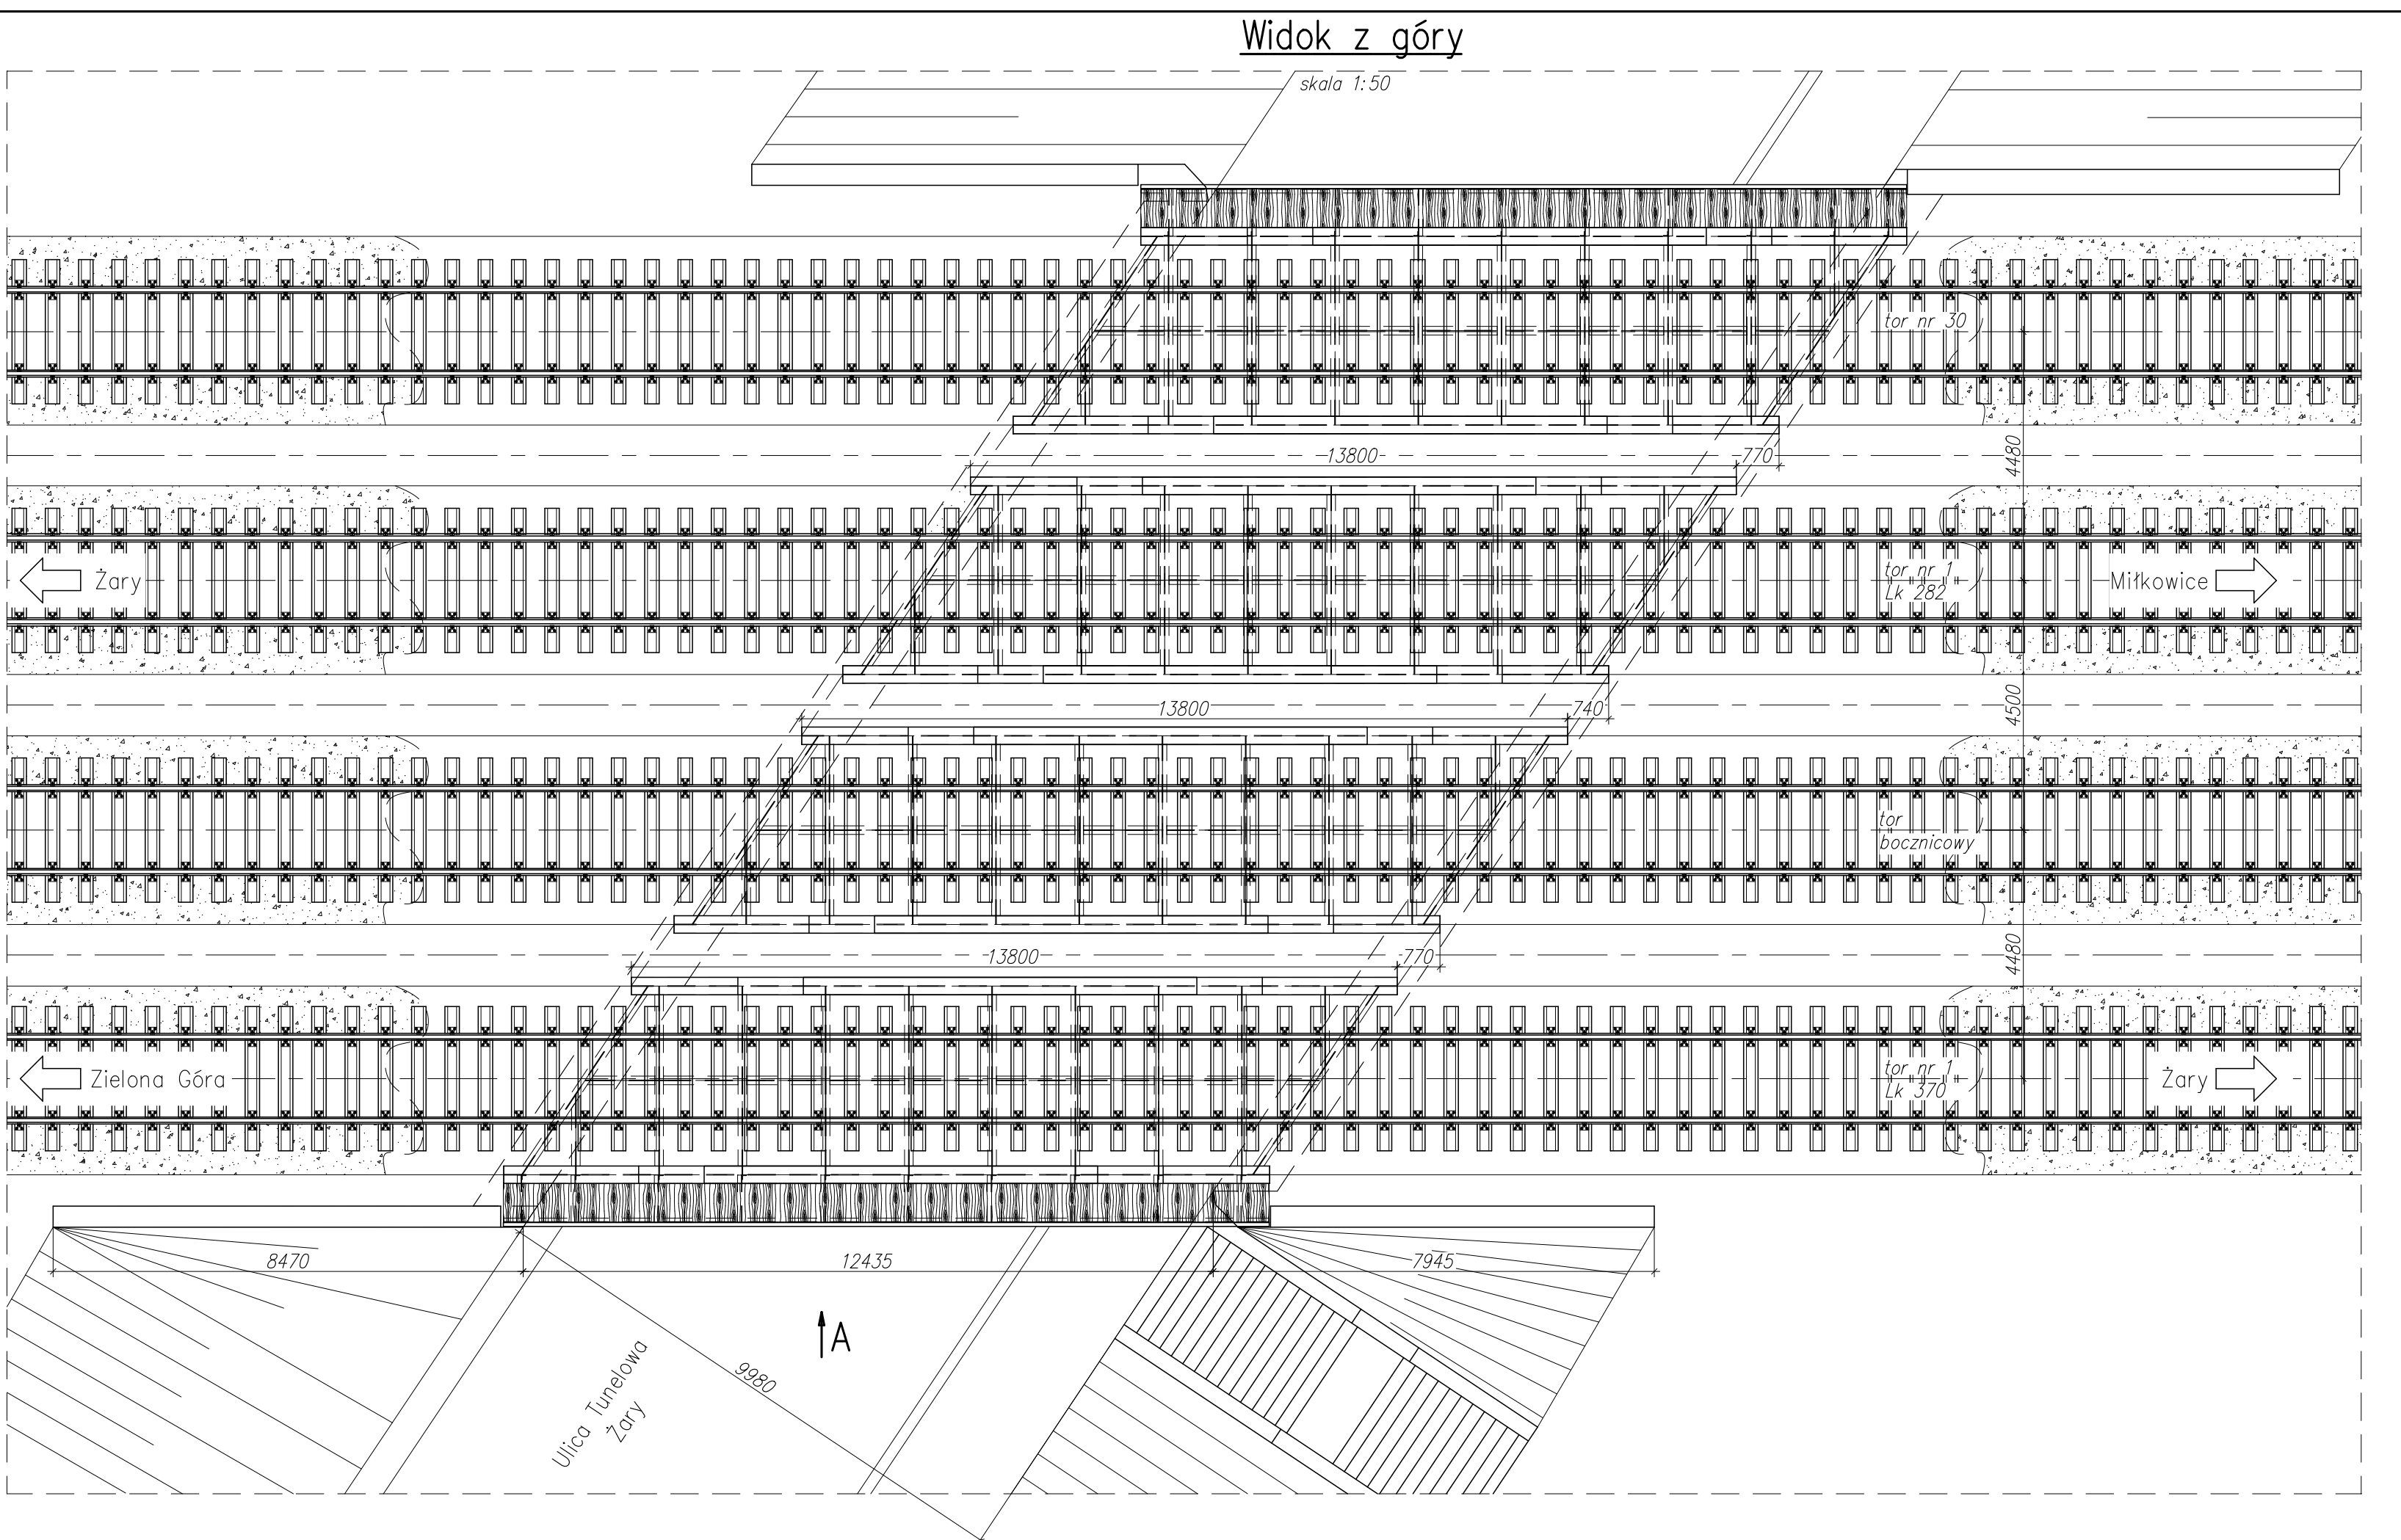 Widok z góry
skala 1:50
tor nr 30
13800
770
4480
Żary
tor nr 1
Lk 282
Miłkowice
13800
740
4500
tor
bocznicowy
13800
770
4480
Zielona Góra
tor nr 1
Lk 370
Żary
8470
12435
7945
A
9980
Ulica Tunelowa
Żary